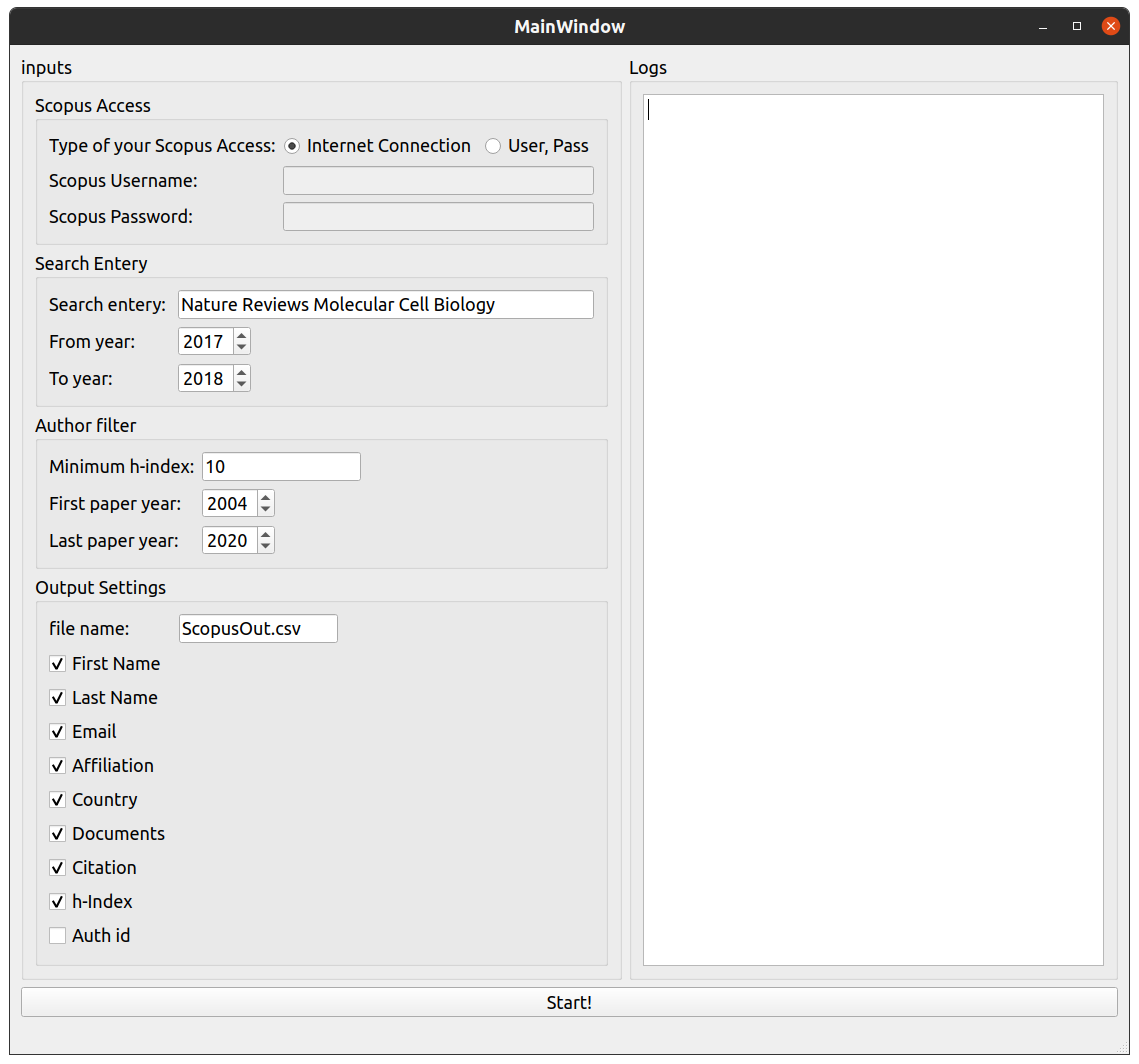 MainWindow
inputs
Scopus Access
Type of your Scopus Access: Internet Connection User, Pass
Scopus Username:
Scopus Password:
Search Entery
Search entery: Nature Reviews Molecular Cell Biology
From year: 2017
To year: 2018
Author filter
Minimum h-index: 10
First paper year: 2004
Last paper year: 2020
Output Settings
file name: ScopusOut.csv
First Name
Last Name
Email
Affiliation
Country
Documents
Citation
h-Index
Auth id
Logs
Start!